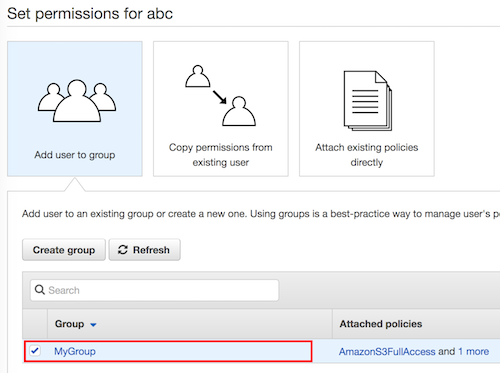 Set permissions for abc
Add user to group
Copy permissions from
existing user
Attach existing policies
directly
Add user to an existing group or create a new one. Using groups is a best-practice way to manage user's
Create group
Refresh
Search
Group
Attached policies
MyGroup
AmazonS3FullAccess and 1 more